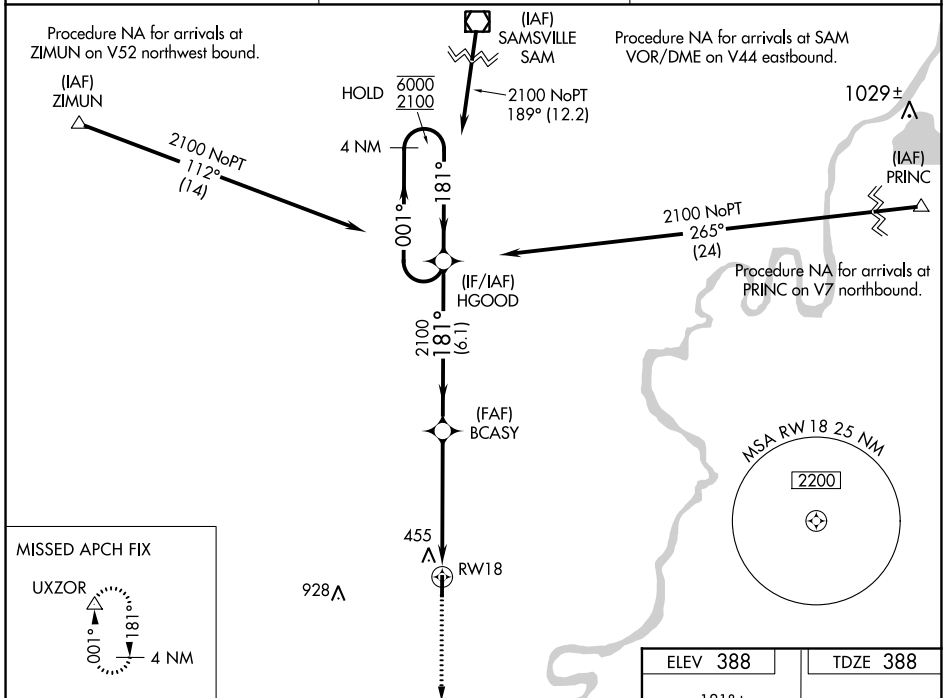 Procedure NA for arrivals at
ZIMUN on V52 northwest bound.
(IAF)
SAMSVILLE
SAM
Procedure NA for arrivals at SAM
VOR/DME on V44 eastbound.
(IAF)
ZIMUN
HOLD
6000
2100
2100 NoPT
189° (12.2)
1029±
4 NM
2100 NoPT
112°
(14)
001°
181°
(IAF)
PRINC
2100 NoPT
265°
(24)
Procedure NA for arrivals at
PRINC on V7 northbound.
(IF/IAF)
HGOOD
2100
181°
(6.1)
(FAF)
BCASY
MSA RW 18 25 NM
2200
MISSED APCH FIX
UXZOR
001°
181°
4 NM
455
RW18
928
ELEV 388
TDZE 388